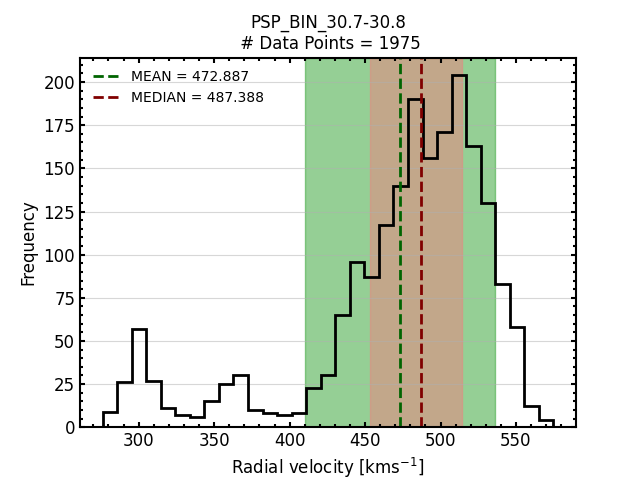 PSP_BIN_30.7-30.8
# Data Points = 1975
MEAN = 472.887
MEDIAN = 487.388
200
175
150
125
100
75
50
25
0
Frequency
300 350 400 450 500 550
Radial velocity [kms⁻¹]